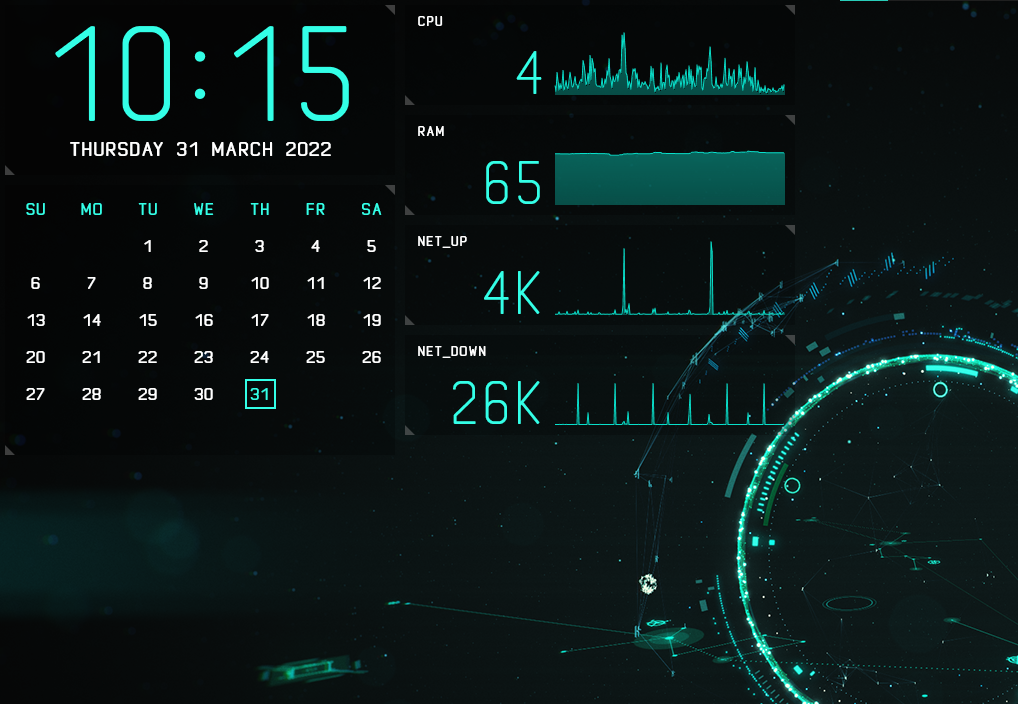 10:15
THURSDAY 31 MARCH 2022
SU MO TU WE TH FR SA
1 2 3 4 5
6 7 8 9 10 11 12
13 14 15 16 17 18 19
20 21 22 23 24 25 26
27 28 29 30 31
CPU
4
RAM
65
NET_UP
4K
NET_DOWN
26K